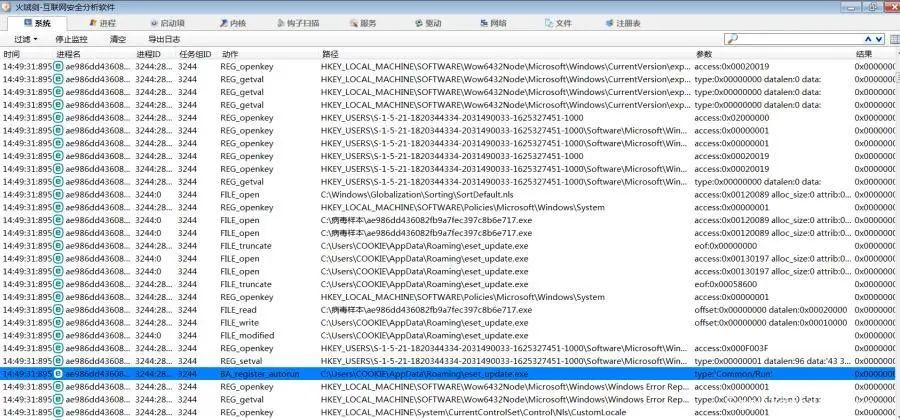 火绒剑-互联网安全分析软件
系统 进程 启动项 内核 钩子扫描 服务 驱动 网络 文件 注册表
过滤 停止监控 清空 导出日志
时间 进程名 进程ID 任务组ID 动作 路径 参数 结果
14:49:31:895 ae986dd43608... 3244:28... 3244 REG_openkey HKEY_LOCAL_MACHINE\SOFTWARE\Wow6432Node\Microsoft\Windows\CurrentVersion\exp... access:0x00020019 0x0000000
14:49:31:895 ae986dd43608... 3244:28... 3244 REG_getval HKEY_LOCAL_MACHINE\SOFTWARE\Wow6432Node\Microsoft\Windows\CurrentVersion\exp... type:0x00000000 datalen:0 data: 0x0000000
14:49:31:895 ae986dd43608... 3244:28... 3244 REG_getval HKEY_LOCAL_MACHINE\SOFTWARE\Wow6432Node\Microsoft\Windows\CurrentVersion\exp... type:0x00000000 datalen:0 data: 0x0000000
14:49:31:895 ae986dd43608... 3244:28... 3244 REG_getval HKEY_LOCAL_MACHINE\SOFTWARE\Wow6432Node\Microsoft\Windows\CurrentVersion\exp... type:0x00000000 datalen:0 data: 0x0000000
14:49:31:895 ae986dd43608... 3244:28... 3244 REG_openkey HKEY_USERS\S-1-5-21-1820344334-2031490033-1625327451-1000 access:0x02000000 0x0000000
14:49:31:895 ae986dd43608... 3244:28... 3244 REG_openkey HKEY_USERS\S-1-5-21-1820344334-2031490033-1625327451-1000\Software\Microsoft\Win... access:0x00000001 0x0000000
14:49:31:895 ae986dd43608... 3244:28... 3244 REG_getval HKEY_USERS\S-1-5-21-1820344334-2031490033-1625327451-1000\Software\Microsoft\Win... type:0x00000000 datalen:0 data: 0x0000000
14:49:31:895 ae986dd43608... 3244:28... 3244 REG_openkey HKEY_USERS\S-1-5-21-1820344334-2031490033-1625327451-1000 access:0x00020019 0x0000000
14:49:31:895 ae986dd43608... 3244:28... 3244 REG_openkey HKEY_USERS\S-1-5-21-1820344334-2031490033-1625327451-1000\Software\Microsoft\Win... access:0x00020019 0x0000000
14:49:31:895 ae986dd43608... 3244:28... 3244 REG_getval HKEY_USERS\S-1-5-21-1820344334-2031490033-1625327451-1000\Software\Microsoft\Win... type:0x00000000 datalen:0 data: 0x0000000
14:49:31:895 ae986dd43608... 3244:0 3244 FILE_open C:\Windows\Globalization\Sorting\SortDefault.nls access:0x00120089 alloc_size:0 attrib:0... 0x0000000
14:49:31:895 ae986dd43608... 3244:28... 3244 REG_openkey HKEY_LOCAL_MACHINE\SOFTWARE\Policies\Microsoft\Windows\System access:0x00000001 0x0000000
14:49:31:895 ae986dd43608... 3244:0 3244 FILE_open C:\病毒样本\ae986dd436082fb9a7fec397c8b6e717.exe access:0x00120089 alloc_size:0 attrib:0... 0x0000000
14:49:31:895 ae986dd43608... 3244:0 3244 FILE_open C:\病毒样本\ae986dd436082fb9a7fec397c8b6e717.exe access:0x00120089 alloc_size:0 attrib:0... 0x0000000
14:49:31:895 ae986dd43608... 3244:28... 3244 FILE_truncate C:\Users\COOKIE\AppData\Roaming\eset_update.exe eof:0x00000000 0x0000000
14:49:31:895 ae986dd43608... 3244:0 3244 FILE_open C:\Users\COOKIE\AppData\Roaming\eset_update.exe access:0x00130197 alloc_size:0 attrib:0... 0x0000000
14:49:31:895 ae986dd43608... 3244:0 3244 FILE_open C:\Users\COOKIE\AppData\Roaming\eset_update.exe access:0x00130197 alloc_size:0 attrib:0... 0x0000000
14:49:31:895 ae986dd43608... 3244:28... 3244 FILE_truncate C:\Users\COOKIE\AppData\Roaming\eset_update.exe eof:0x00058600 0x0000000
14:49:31:895 ae986dd43608... 3244:28... 3244 REG_openkey HKEY_LOCAL_MACHINE\SOFTWARE\Policies\Microsoft\Windows\System access:0x00000001 0x0000000
14:49:31:895 ae986dd43608... 3244:28... 3244 FILE_read C:\病毒样本\ae986dd436082fb9a7fec397c8b6e717.exe offset:0x00000000 datalen:0x00020000 0x0000000
14:49:31:895 ae986dd43608... 3244:28... 3244 FILE_write C:\Users\COOKIE\AppData\Roaming\eset_update.exe offset:0x00000000 datalen:0x00010000 0x0000000
14:49:31:895 ae986dd43608... 3244:0 3244 FILE_modified C:\Users\COOKIE\AppData\Roaming\eset_update.exe 0x0000000
14:49:31:895 ae986dd43608... 3244:28... 3244 REG_openkey HKEY_USERS\S-1-5-21-1820344334-2031490033-1625327451-1000\Software\Microsoft\Win... access:0x000F003F 0x0000000
14:49:31:895 ae986dd43608... 3244:28... 3244 REG_setval HKEY_USERS\S-1-5-21-1820344334-2031490033-1625327451-1000\Software\Microsoft\Win... type:0x00000001 datalen:96 data:'43 3... 0x0000000
14:49:31:895 ae986dd43608... 3244:28... 3244 BA_register_autorun C:\Users\COOKIE\AppData\Roaming\eset_update.exe type:'Common/Run' 0x0000000
14:49:31:895 ae986dd43608... 3244:28... 3244 REG_openkey HKEY_LOCAL_MACHINE\SOFTWARE\Microsoft\Windows\Windows Error Rep... access:0x00000001 0x0000000
14:49:31:895 ae986dd43608... 3244:28... 3244 REG_openkey HKEY_LOCAL_MACHINE\SOFTWARE\Microsoft\Windows\Windows Error Rep... access:0x00000001
14:49:31:895 ae986dd43608... 3244:28... 3244 REG_openkey HKEY_LOCAL_MACHINE\System\CurrentControlSet\Control\Nls\CustomLocale access:0x00020019